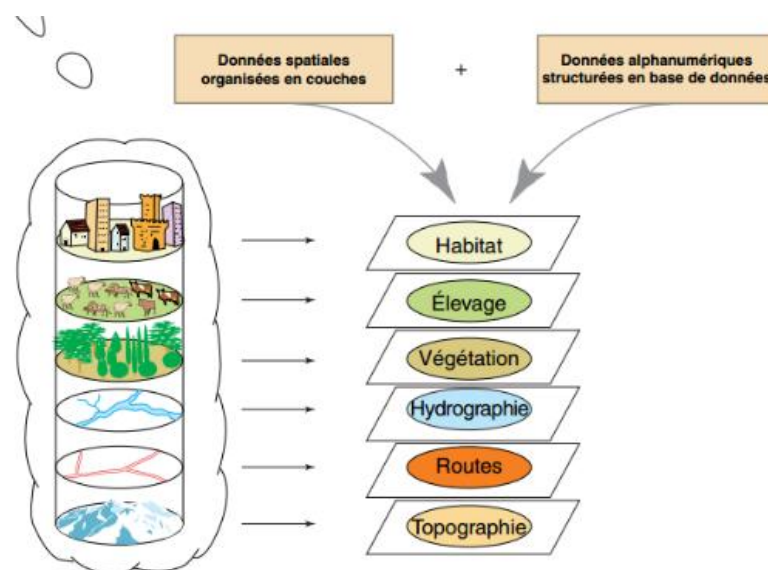 Données spatiales
organisées en couches
+
Données alphanumériques
structurées en base de données
Habitat
Élevage
Végétation
Hydrographie
Routes
Topographie